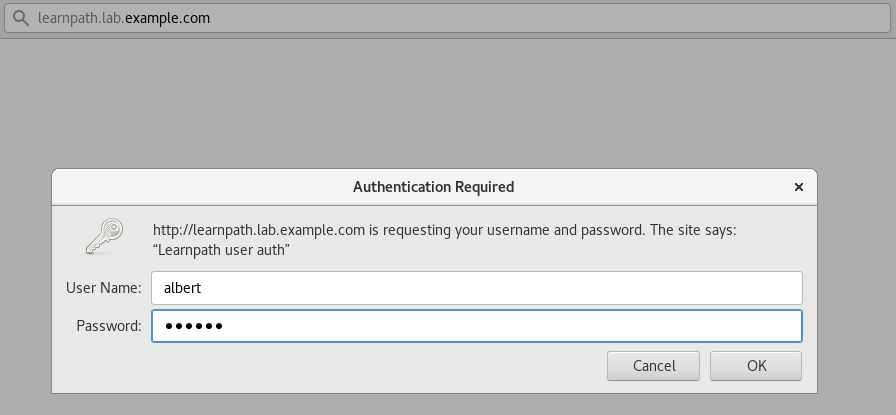 learnpath.lab.example.com
Authentication Required
http://learnpath.lab.example.com is requesting your username and password. The site says:
“Learnpath user auth”
User Name: albert
Password: ••••••
Cancel OK